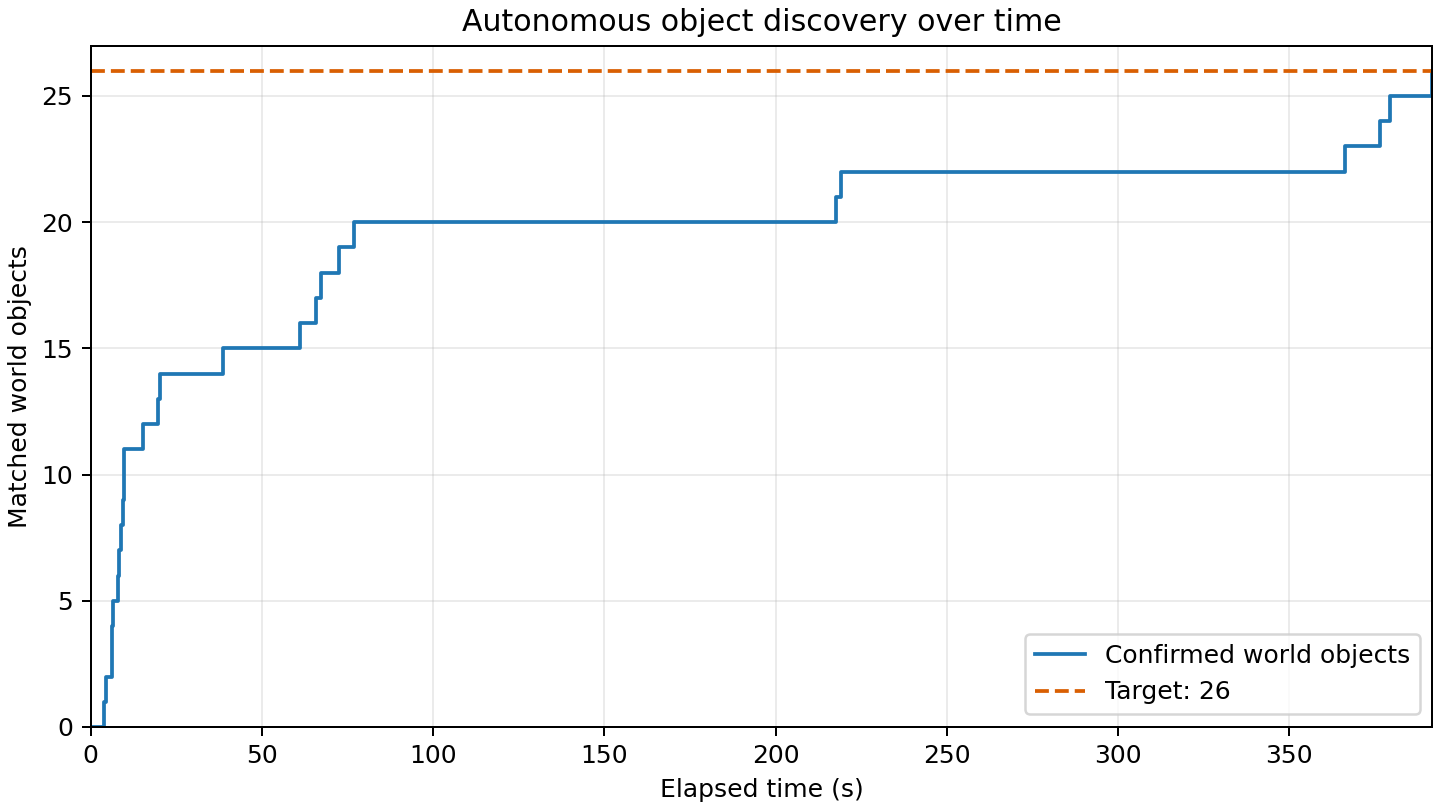 Autonomous object discovery over time
Matched world objects
25
20
15
10
5
0
0 50 100 150 200 250 300 350
Elapsed time (s)
Confirmed world objects
Target: 26